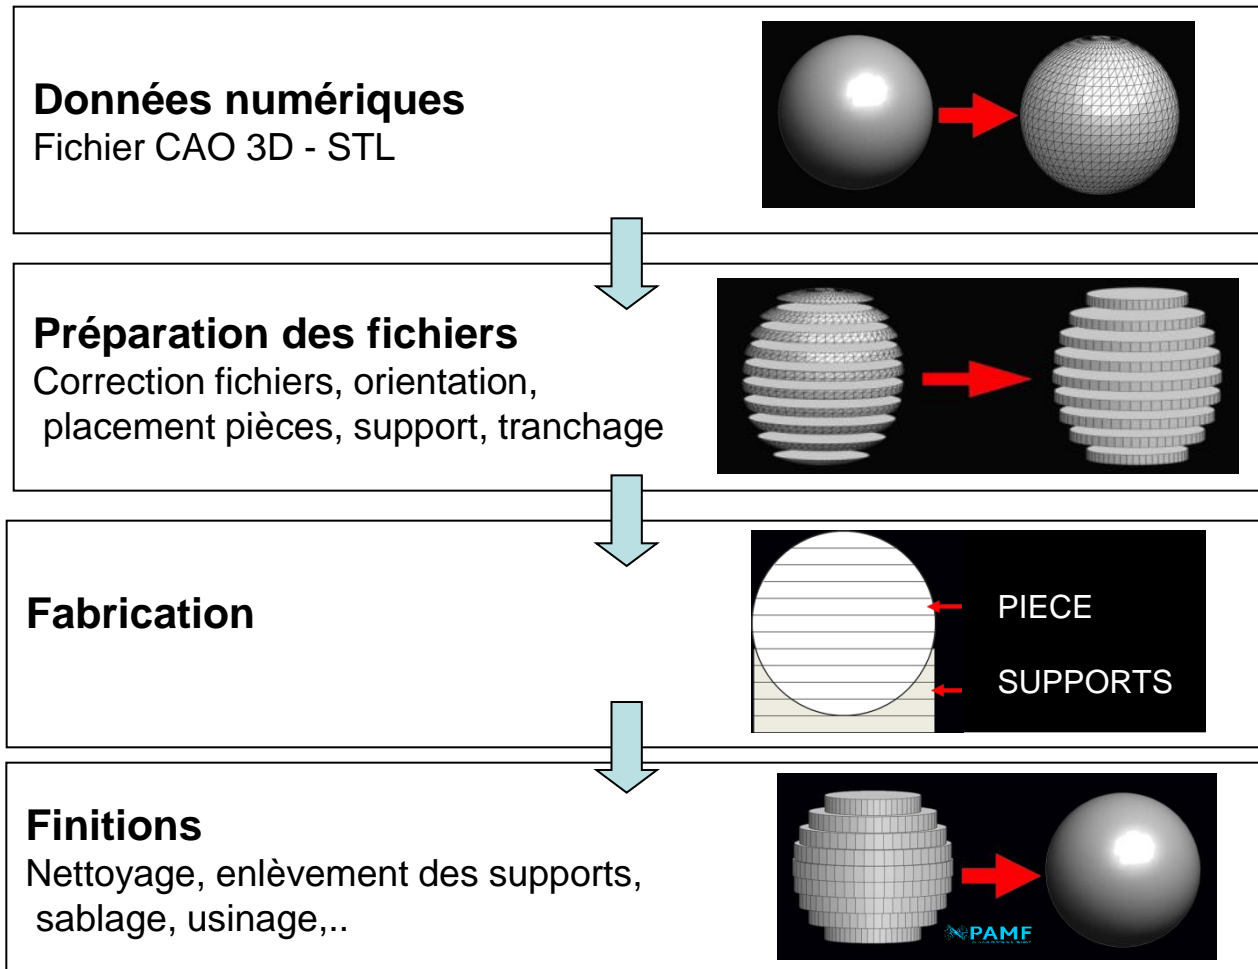 Données numériques
Fichier CAO 3D - STL
Préparation des fichiers
Correction fichiers, orientation,
placement pièces, support, tranchage
Fabrication
PIECE
SUPPORTS
Finitions
Nettoyage, enlèvement des supports,
sablage, usinage,..
PAMF